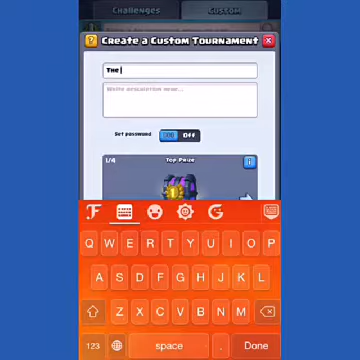 Challenges Custom
? Create a Custom Tournament X
The
Write description here...
Set password Off
1/4 Top Prize i
F G
Q W E R T Y U I O P
A S D F G H J K L
Z X C V B N M
123 space . Done